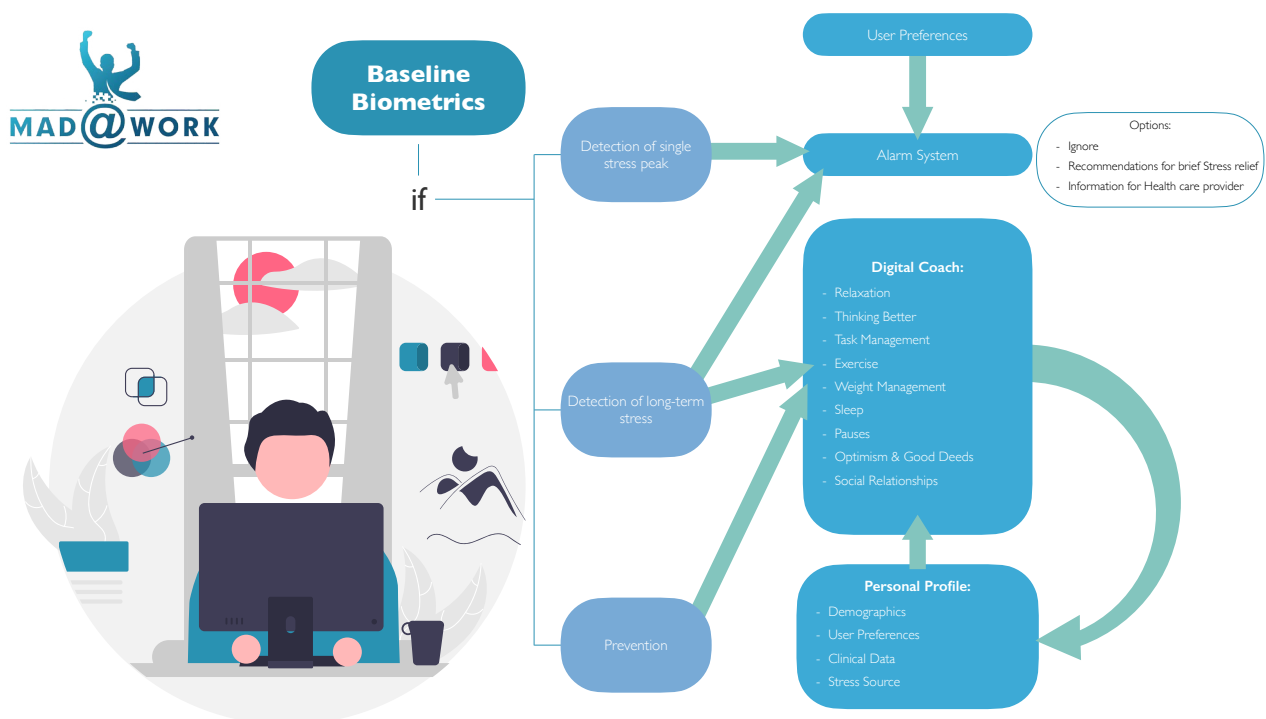 MAD@WORK
Baseline
Biometrics
if
Detection of single
stress peak
Detection of long-term
stress
Prevention
User Preferences
Alarm System
Options:
- Ignore
- Recommendations for brief Stress relief
- Information for Health care provider
Digital Coach:
- Relaxation
- Thinking Better
- Task Management
- Exercise
- Weight Management
- Sleep
- Pauses
- Optimism & Good Deeds
- Social Relationships
Personal Profile:
- Demographics
- User Preferences
- Clinical Data
- Stress Source